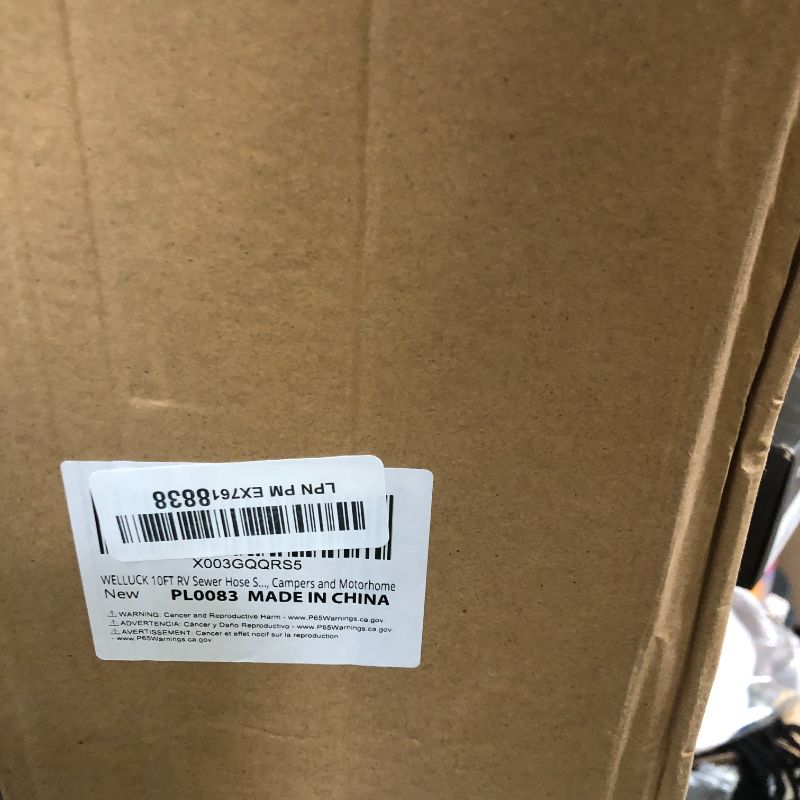 LPN PM EX7618838
X003GQQRS5
WELLUCK 10FT RV Sewer Hose S..., Campers and Motorhome
New PL0083 MADE IN CHINA
⚠WARNING: Cancer and Reproductive Harm - www.P65Warnings.ca.gov.
⚠ADVERTENCIA: Cáncer y Daño Reproductivo - www.P65Warnings.ca.gov
⚠AVERTISSEMENT: Cancer et effet nocif sur la reproduction
- www.P65Warnings.ca.gov.